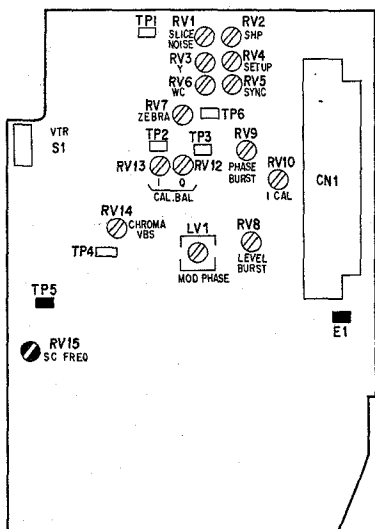 TP1
RV1
SLICE
NOISE
RV2
SHP
RV3
Y
RV4
SETUP
RV6
WC
RV5
SYNC
RV7
ZEBRA
TP6
VTR
S1
TP2
TP3
RV9
PHASE
BURST
RV13
I
RV12
Q
CAL.BAL
RV10
I CAL
CN1
RV14
CHROMA
VBS
TP4
LV1
MOD PHASE
RV8
LEVEL
BURST
TP5
E1
RV15
SC FREQ